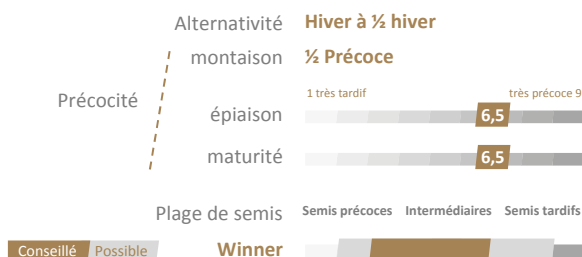 Alternativité Hiver à ½ hiver
montaison ½ Précoce
Précocité
1 très tardif très précoce 9
épiaison 6,5
maturité 6,5
Plage de semis Semis précoces Intermédiaires Semis tardifs
Conseillé Possible Winner